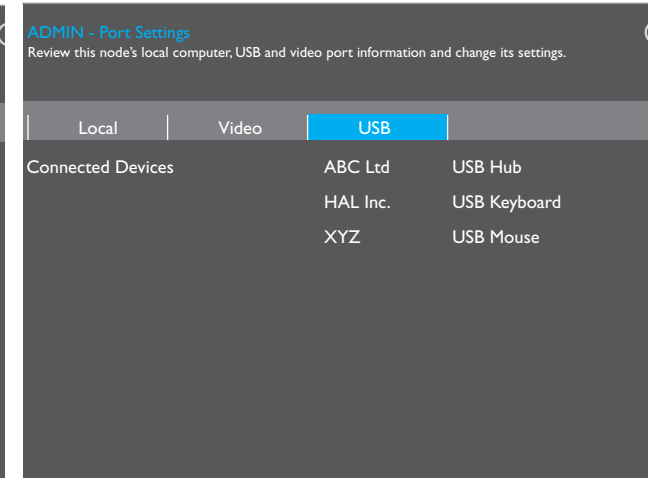 ADMIN - Port Settings
Review this node's local computer, USB and video port information and change its settings.
Local Video USB
Connected Devices ABC Ltd USB Hub
HAL Inc. USB Keyboard
XYZ USB Mouse